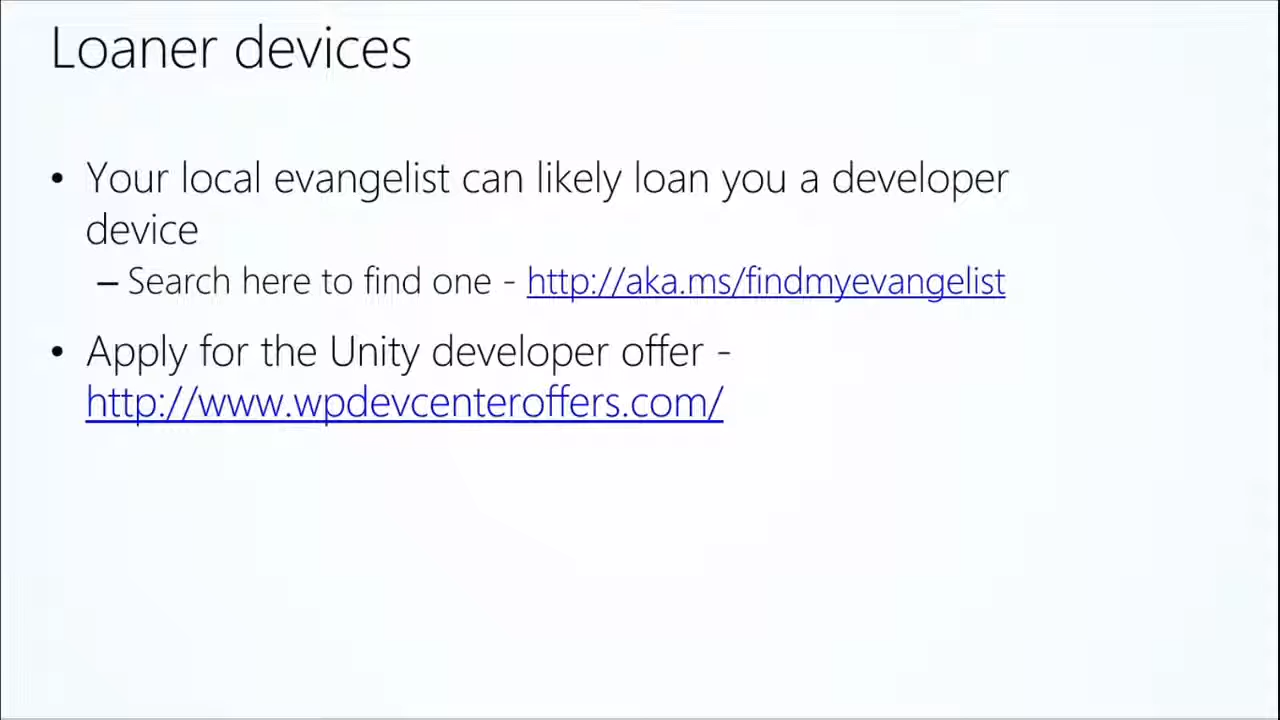 Loaner devices
• Your local evangelist can likely loan you a developer
device
– Search here to find one - http://aka.ms/findmyevangelist
• Apply for the Unity developer offer -
http://www.wpdevcenteroffers.com/